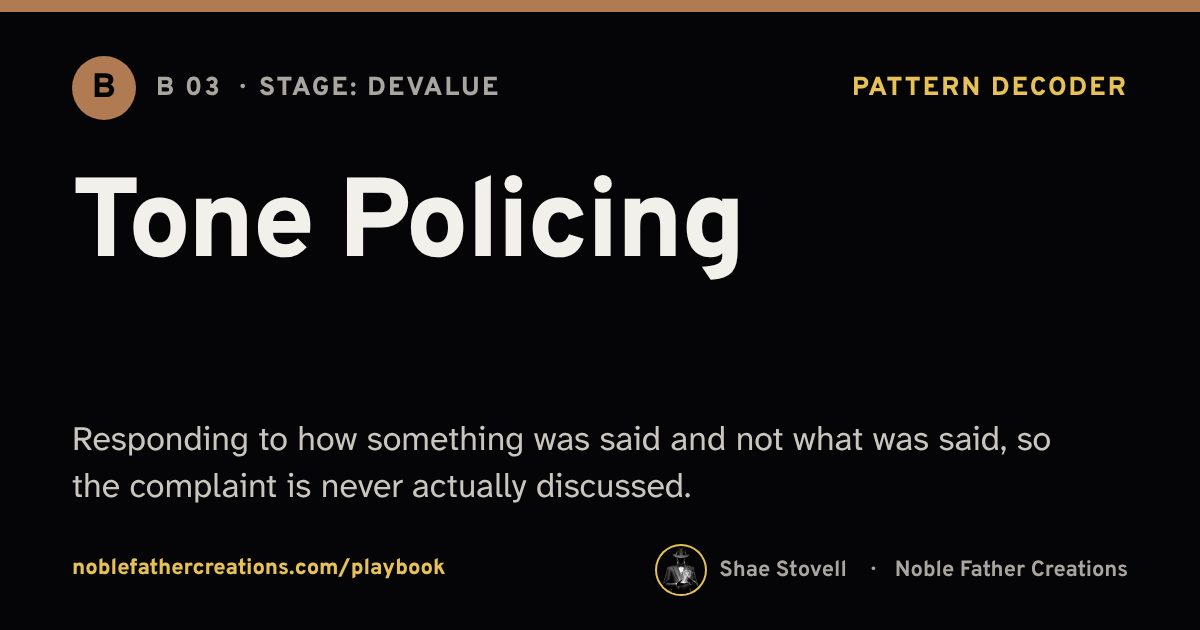 B
B 03 · STAGE: DEVALUE
PATTERN DECODER
Tone Policing
Responding to how something was said and not what was said, so
the complaint is never actually discussed.
noblefathercreations.com/playbook
Shae Stovell · Noble Father Creations